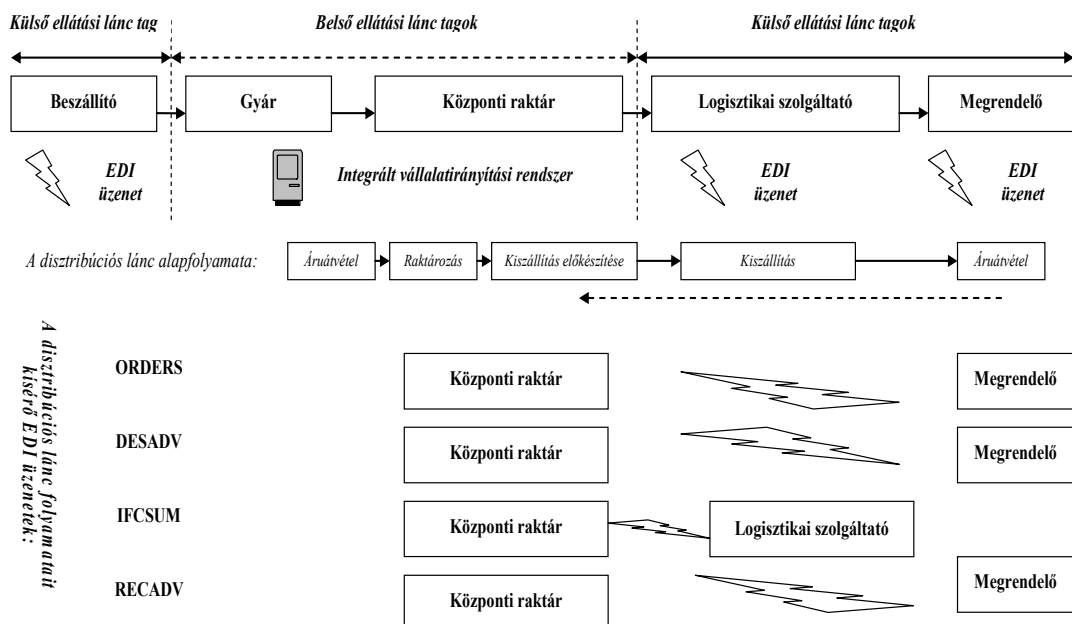 Külső ellátási lánc tag
Belső ellátási lánc tagok
Külső ellátási lánc tagok
Beszállító
Gyár
Központi raktár
Logisztikai szolgáltató
Megrendelő
EDI
üzenet
Integrált vállalatirányítási rendszer
EDI
üzenet
EDI
üzenet
A disztribúciós lánc alapfolyamata:
Áruátvétel
Raktározás
Kiszállítás előkészítése
Kiszállítás
Áruátvétel
A disztribúciós lánc folyamatait
kísérő EDI üzenetek:
ORDERS
Központi raktár
Megrendelő
DESADV
Központi raktár
Megrendelő
IFCSUM
Központi raktár
Logisztikai szolgáltató
RECADV
Központi raktár
Megrendelő